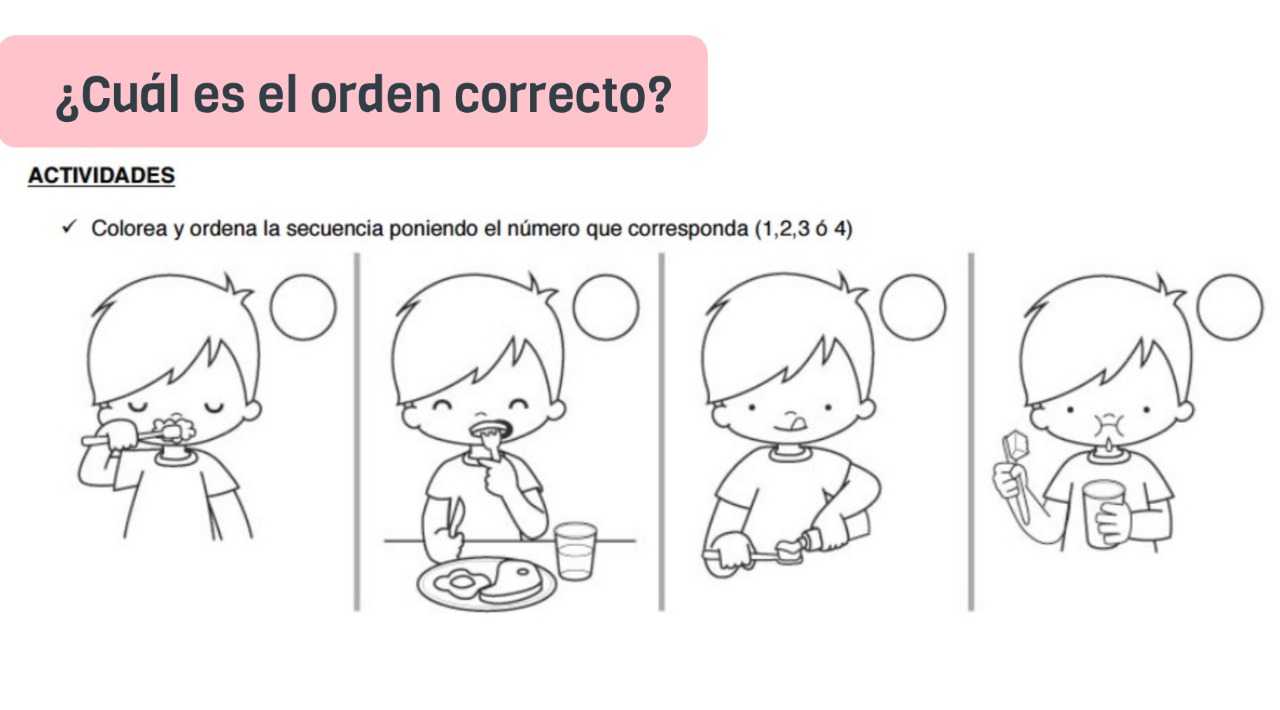 ¿Cuál es el orden correcto?
ACTIVIDADES
✓ Colorea y ordena la secuencia poniendo el número que corresponda (1,2,3 ó 4)